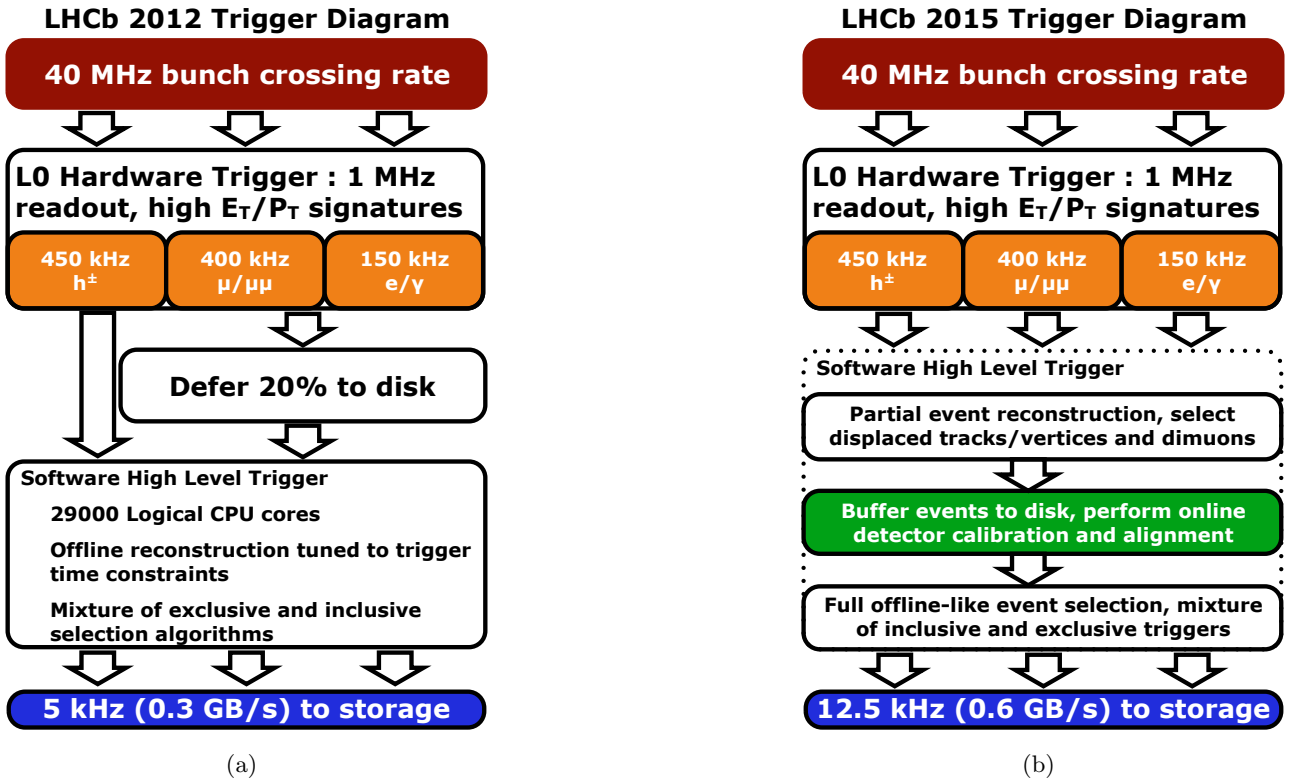 LHCb 2012 Trigger Diagram
40 MHz bunch crossing rate
L0 Hardware Trigger : 1 MHz
readout, high E_T/P_T signatures
450 kHz
h±
400 kHz
μ/μμ
150 kHz
e/γ
Defer 20% to disk
Software High Level Trigger
29000 Logical CPU cores
Offline reconstruction tuned to trigger
time constraints
Mixture of exclusive and inclusive
selection algorithms
5 kHz (0.3 GB/s) to storage
(a)
LHCb 2015 Trigger Diagram
40 MHz bunch crossing rate
L0 Hardware Trigger : 1 MHz
readout, high E_T/P_T signatures
450 kHz
h±
400 kHz
μ/μμ
150 kHz
e/γ
Software High Level Trigger
Partial event reconstruction, select
displaced tracks/vertices and dimuons
Buffer events to disk, perform online
detector calibration and alignment
Full offline-like event selection, mixture
of inclusive and exclusive triggers
12.5 kHz (0.6 GB/s) to storage
(b)